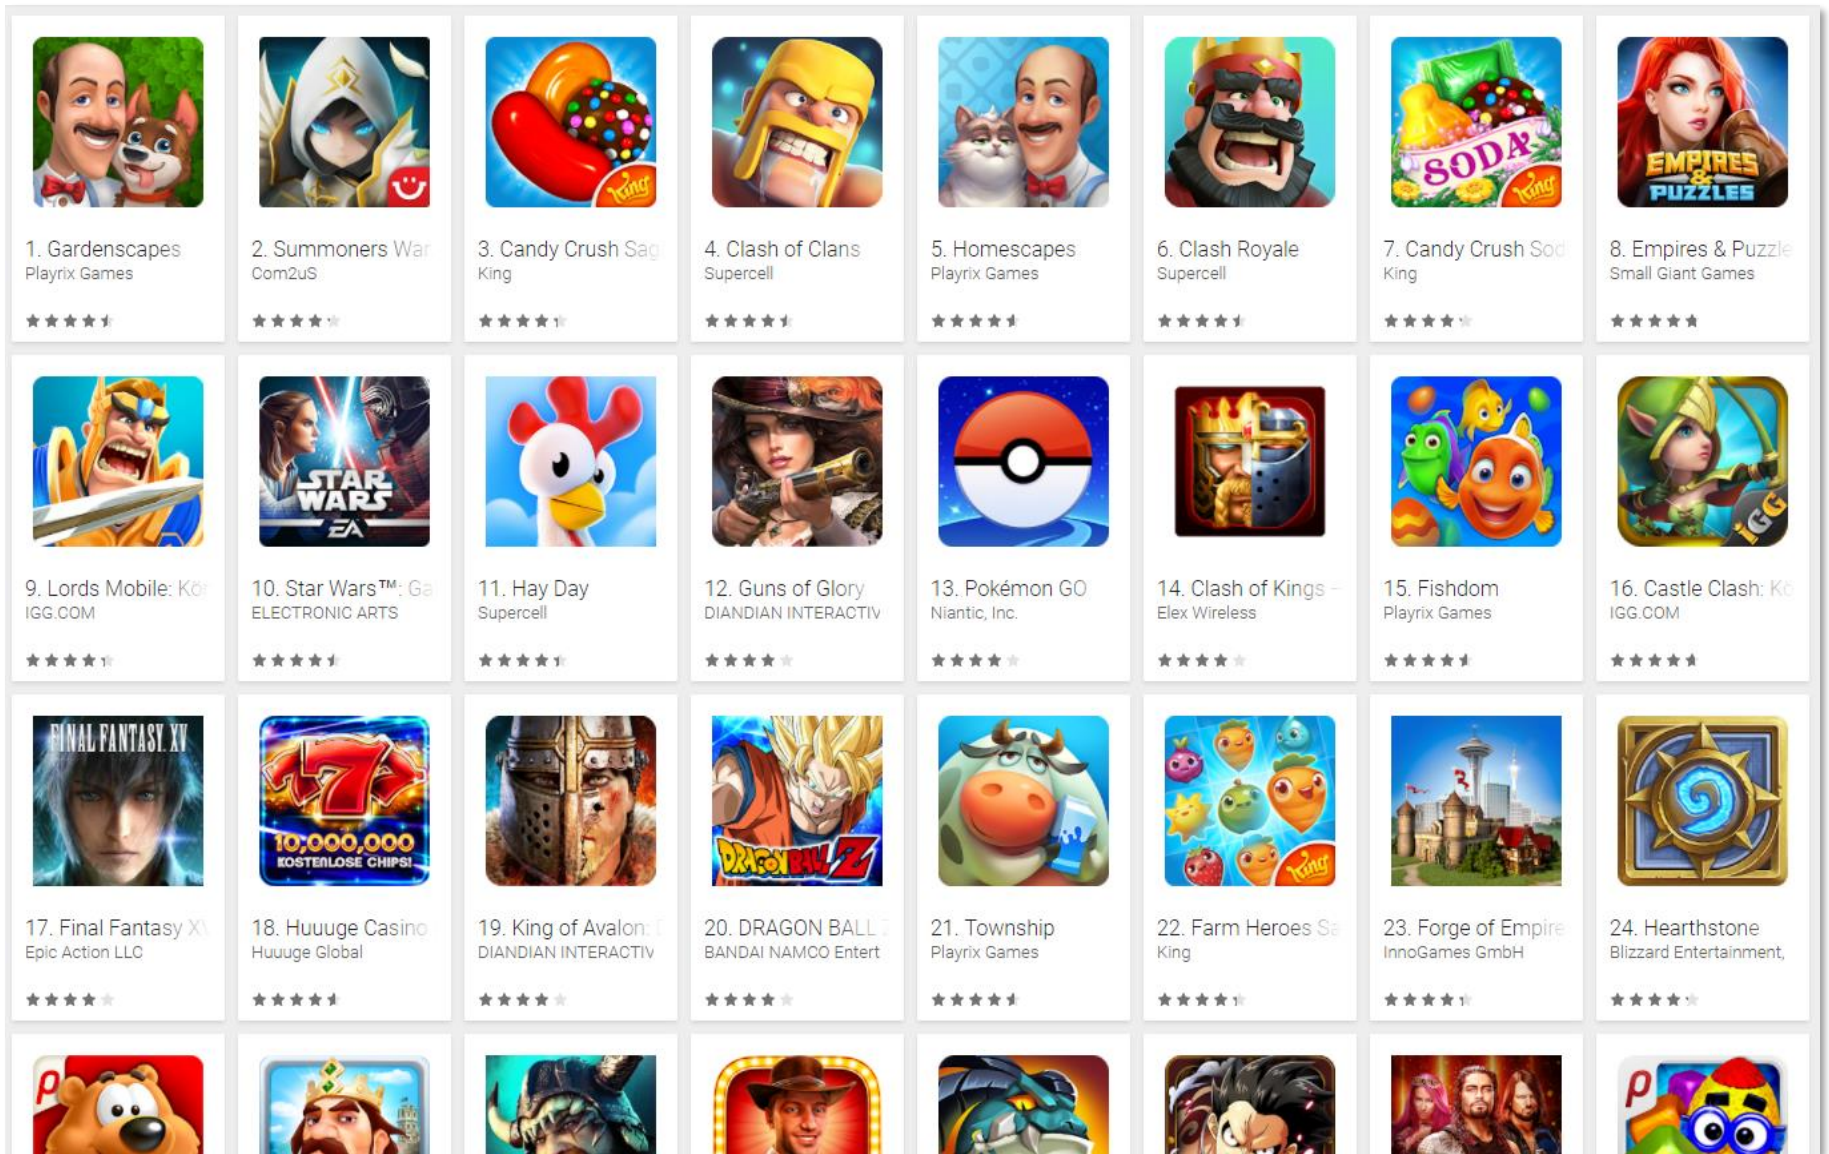 King
SODA
King
EMPIRES
&
PUZZLES
1. Gardenscapes
Playrix Games
2. Summoners War
Com2uS
3. Candy Crush Sag
King
4. Clash of Clans
Supercell
5. Homescapes
Playrix Games
6. Clash Royale
Supercell
7. Candy Crush Sod
King
8. Empires & Puzzle
Small Giant Games
STAR
WARS
EA
IGG
9. Lords Mobile: Kö
IGG.COM
10. Star Wars™: Ga
ELECTRONIC ARTS
11. Hay Day
Supercell
12. Guns of Glory
DIANDIAN INTERACTIV
13. Pokémon GO
Niantic, Inc.
14. Clash of Kings –
Elex Wireless
15. Fishdom
Playrix Games
16. Castle Clash: Kö
IGG.COM
FINAL FANTASY XV
7
10,000,000
KOSTENLOSE CHIPS!
DRAGON BALL Z
King
17. Final Fantasy XV
Epic Action LLC
18. Huuuge Casino
Huuuge Global
19. King of Avalon:
DIANDIAN INTERACTIV
20. DRAGON BALL Z
BANDAI NAMCO Entert
21. Township
Playrix Games
22. Farm Heroes Sa
King
23. Forge of Empire
InnoGames GmbH
24. Hearthstone
Blizzard Entertainment,
p
p